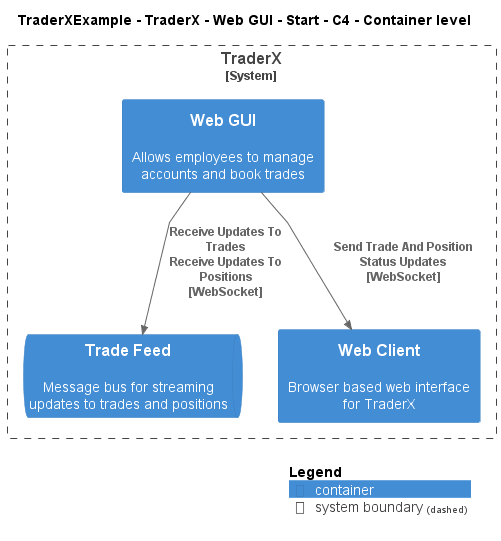 TraderXExample - TraderX - Web GUI - Start - C4 - Container level
TraderX
[System]
Web GUI
Allows employees to manage
accounts and book trades
Receive Updates To
Trades
Receive Updates To
Positions
[WebSocket]
Send Trade And Position
Status Updates
[WebSocket]
Trade Feed
Message bus for streaming
updates to trades and positions
Web Client
Browser based web interface
for TraderX
Legend
container
system boundary (dashed)